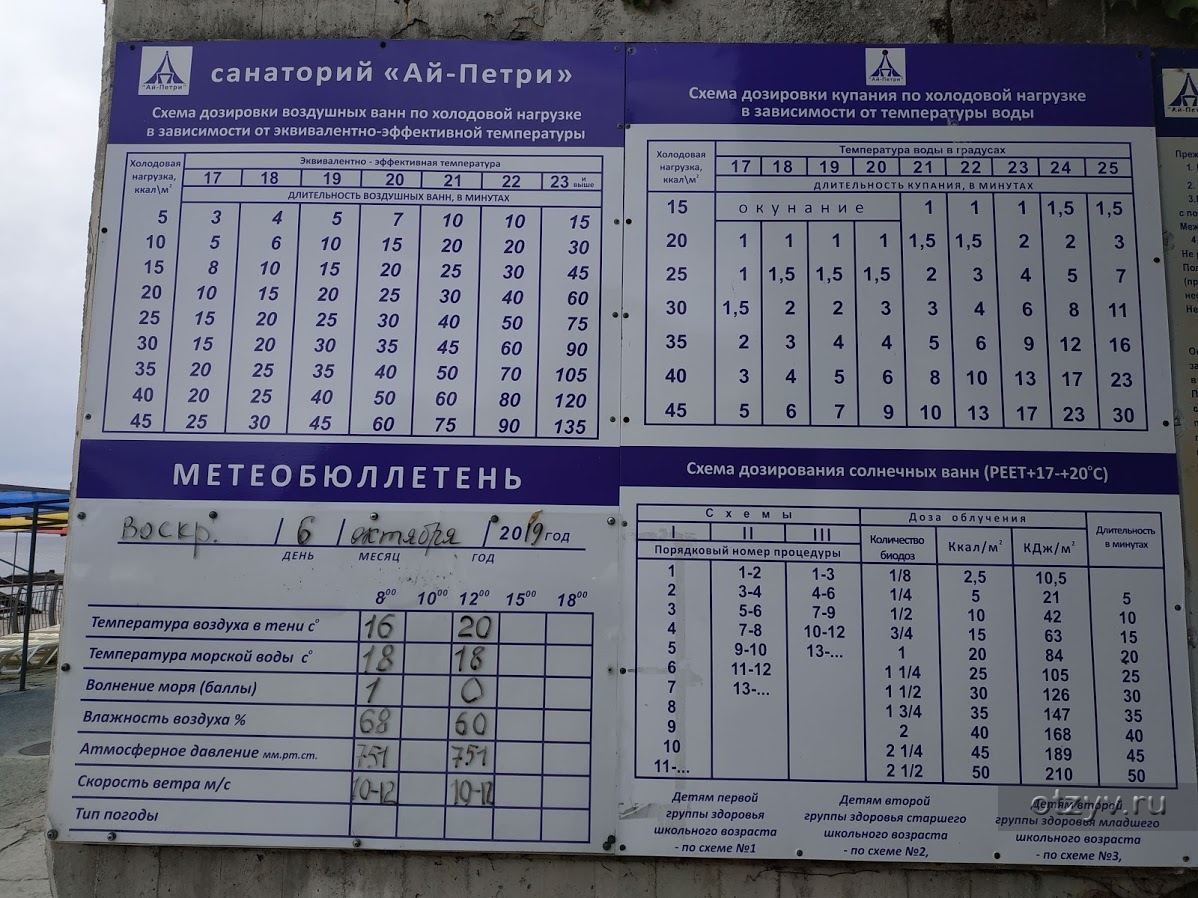 "Ай-Петри"
санаторий «Ай-Петри»
Схема дозировки воздушных ванн по холодовой нагрузке
в зависимости от эквивалентно-эффективной температуры
Холодовая нагрузка, ккал\м²
Эквивалентно - эффективная температура
17 18 19 20 21 22 23 и выше
ДЛИТЕЛЬНОСТЬ ВОЗДУШНЫХ ВАНН, В МИНУТАХ
5 3 4 5 7 10 10 15
10 5 6 10 15 20 20 30
15 8 10 15 20 25 30 45
20 10 15 20 25 30 40 60
25 15 20 25 30 40 50 75
30 15 20 30 35 45 60 90
35 20 25 35 40 50 70 105
40 20 25 40 50 60 80 120
45 25 30 45 60 75 90 135
"Ай-Петри"
Схема дозировки купания по холодовой нагрузке
в зависимости от температуры воды
Холодовая нагрузка, ккал\м²
Температура воды в градусах
17 18 19 20 21 22 23 24 25
ДЛИТЕЛЬНОСТЬ КУПАНИЯ, В МИНУТАХ
15 окунание 1 1 1 1,5 1,5
20 1 1 1 1 1,5 1,5 2 2 3
25 1 1,5 1,5 1,5 2 3 4 5 7
30 1,5 2 2 3 3 4 6 8 11
35 2 3 4 4 5 6 9 12 16
40 3 4 5 6 8 10 13 17 23
45 5 6 7 9 10 13 17 23 30
МЕТЕОБЮЛЛЕТЕНЬ
Воскр. / 6 / октября / 2019 год
ДЕНЬ МЕСЯЦ ГОД
8⁰⁰ 10⁰⁰ 12⁰⁰ 15⁰⁰ 18⁰⁰
Температура воздуха в тени с° 16 20
Температура морской воды с° 18 18
Волнение моря (баллы) 1 0
Влажность воздуха % 68 60
Атмосферное давление мм.рт.ст. 751 751
Скорость ветра м/с 10-12 10-12
Тип погоды
Схема дозирования солнечных ванн (РЕЕТ+17-+20°С)
Схемы Доза облучения Длительность в минутах
I II III Количество биодоз Ккал/м² КДж/м²
Порядковый номер процедуры
1 1-2 1-3 1/8 2,5 10,5
2 3-4 4-6 1/4 5 21 5
3 5-6 7-9 1/2 10 42 10
4 7-8 10-12 3/4 15 63 15
5 9-10 13-... 1 20 84 20
6 11-12 1 1/4 25 105 25
7 13-... 1 1/2 30 126 30
8 1 3/4 35 147 35
9 2 40 168 40
10 2 1/4 45 189 45
11-... 2 1/2 50 210 50
Детям первой
группы здоровья
школьного возраста
- по схеме №1
Детям второй
группы здоровья старшего
школьного возраста
- по схеме №2,
Детям второй
группы здоровья младшего
школьного возраста
- по схеме №3,
otzyv.ru